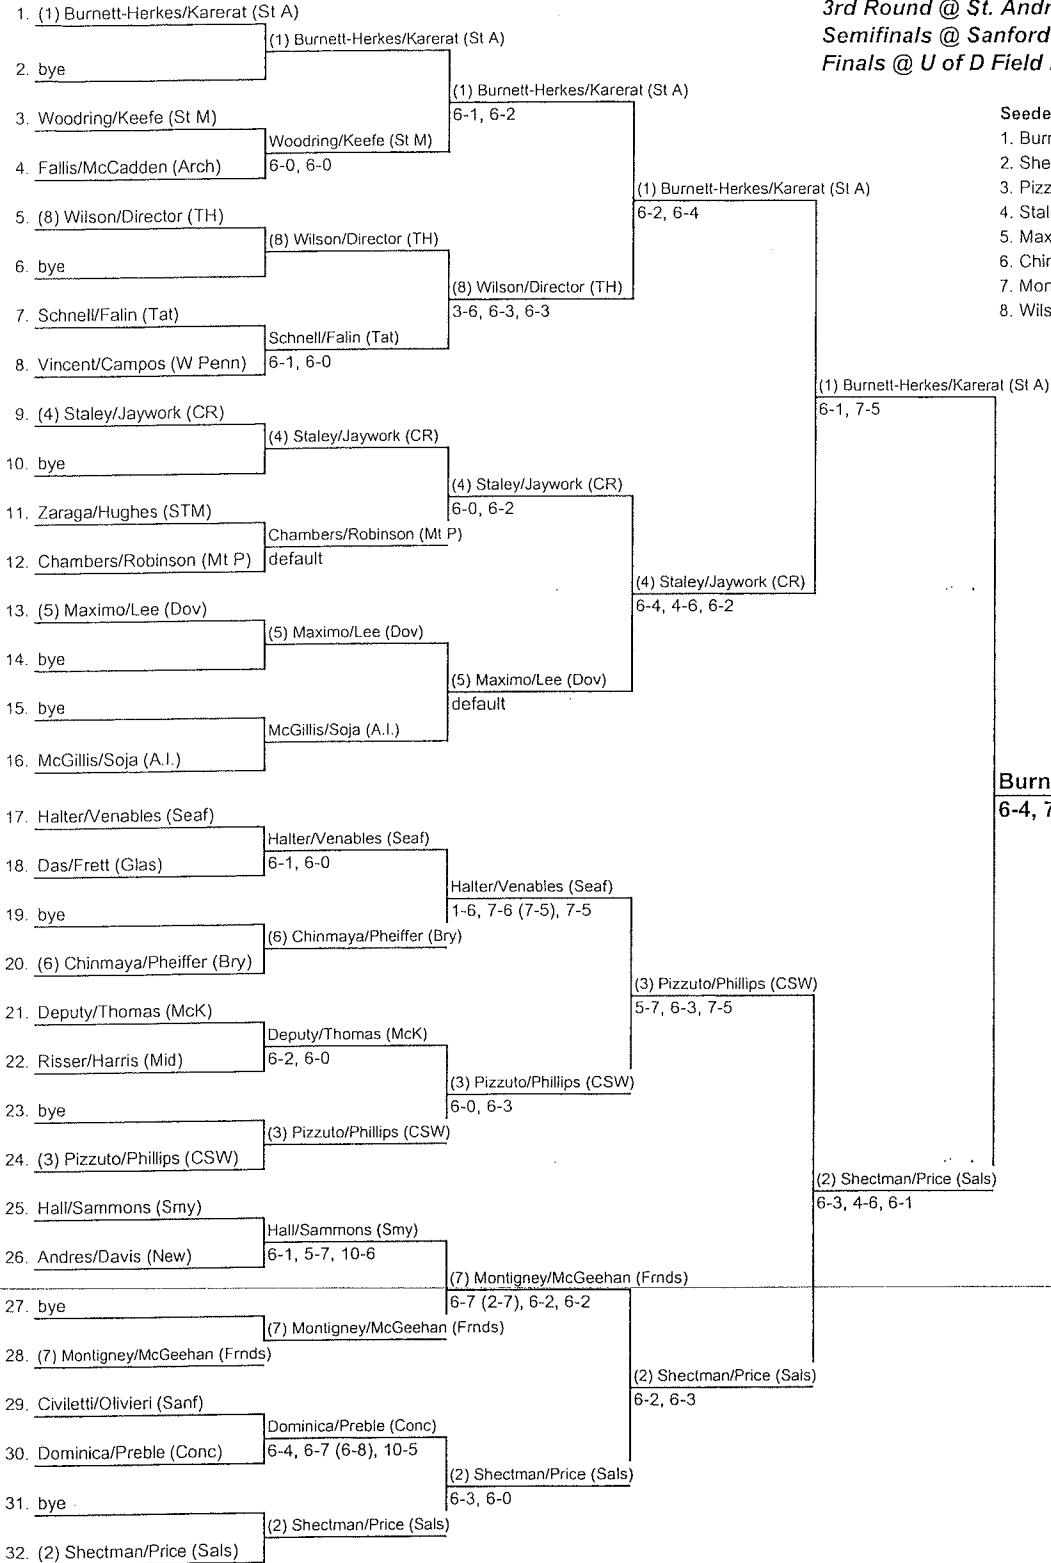 3rd Round @ St. Andr
Semifinals @ Sanford
Finals @ U of D Field
Seede
1. Burn
2. She
3. Pizz
4. Stal
5. Max
6. Chin
7. Mon
8. Wils
1. (1) Burnett-Herkes/Karerat (St A)
(1) Burnett-Herkes/Karerat (St A)
2. bye
(1) Burnett-Herkes/Karerat (St A)
6-1, 6-2
3. Woodring/Keefe (St M)
Woodring/Keefe (St M)
6-0, 6-0
4. Fallis/McCadden (Arch)
(1) Burnett-Herkes/Karerat (St A)
6-2, 6-4
5. (8) Wilson/Director (TH)
(8) Wilson/Director (TH)
6. bye
(8) Wilson/Director (TH)
3-6, 6-3, 6-3
7. Schnell/Falin (Tat)
Schnell/Falin (Tat)
6-1, 6-0
8. Vincent/Campos (W Penn)
(1) Burnett-Herkes/Karerat (St A)
6-1, 7-5
9. (4) Staley/Jaywork (CR)
(4) Staley/Jaywork (CR)
10. bye
(4) Staley/Jaywork (CR)
6-0, 6-2
11. Zaraga/Hughes (STM)
Chambers/Robinson (Mt P)
default
12. Chambers/Robinson (Mt P)
(4) Staley/Jaywork (CR)
6-4, 4-6, 6-2
13. (5) Maximo/Lee (Dov)
(5) Maximo/Lee (Dov)
14. bye
(5) Maximo/Lee (Dov)
default
15. bye
McGillis/Soja (A.I.)
16. McGillis/Soja (A.I.)
Burn
6-4, 7
17. Halter/Venables (Seaf)
Halter/Venables (Seaf)
6-1, 6-0
18. Das/Frett (Glas)
Halter/Venables (Seaf)
1-6, 7-6 (7-5), 7-5
19. bye
(6) Chinmaya/Pheiffer (Bry)
20. (6) Chinmaya/Pheiffer (Bry)
(3) Pizzuto/Phillips (CSW)
5-7, 6-3, 7-5
21. Deputy/Thomas (McK)
Deputy/Thomas (McK)
6-2, 6-0
22. Risser/Harris (Mid)
(3) Pizzuto/Phillips (CSW)
6-0, 6-3
23. bye
(3) Pizzuto/Phillips (CSW)
24. (3) Pizzuto/Phillips (CSW)
(2) Shectman/Price (Sals)
6-3, 4-6, 6-1
25. Hall/Sammons (Smy)
Hall/Sammons (Smy)
6-1, 5-7, 10-6
26. Andres/Davis (New)
(7) Montigney/McGeehan (Frnds)
6-7 (2-7), 6-2, 6-2
27. bye
(7) Montigney/McGeehan (Frnds)
28. (7) Montigney/McGeehan (Frnds)
(2) Shectman/Price (Sals)
6-2, 6-3
29. Civiletti/Olivieri (Sanf)
Dominica/Preble (Conc)
6-4, 6-7 (6-8), 10-5
30. Dominica/Preble (Conc)
(2) Shectman/Price (Sals)
6-3, 6-0
31. bye
(2) Shectman/Price (Sals)
32. (2) Shectman/Price (Sals)